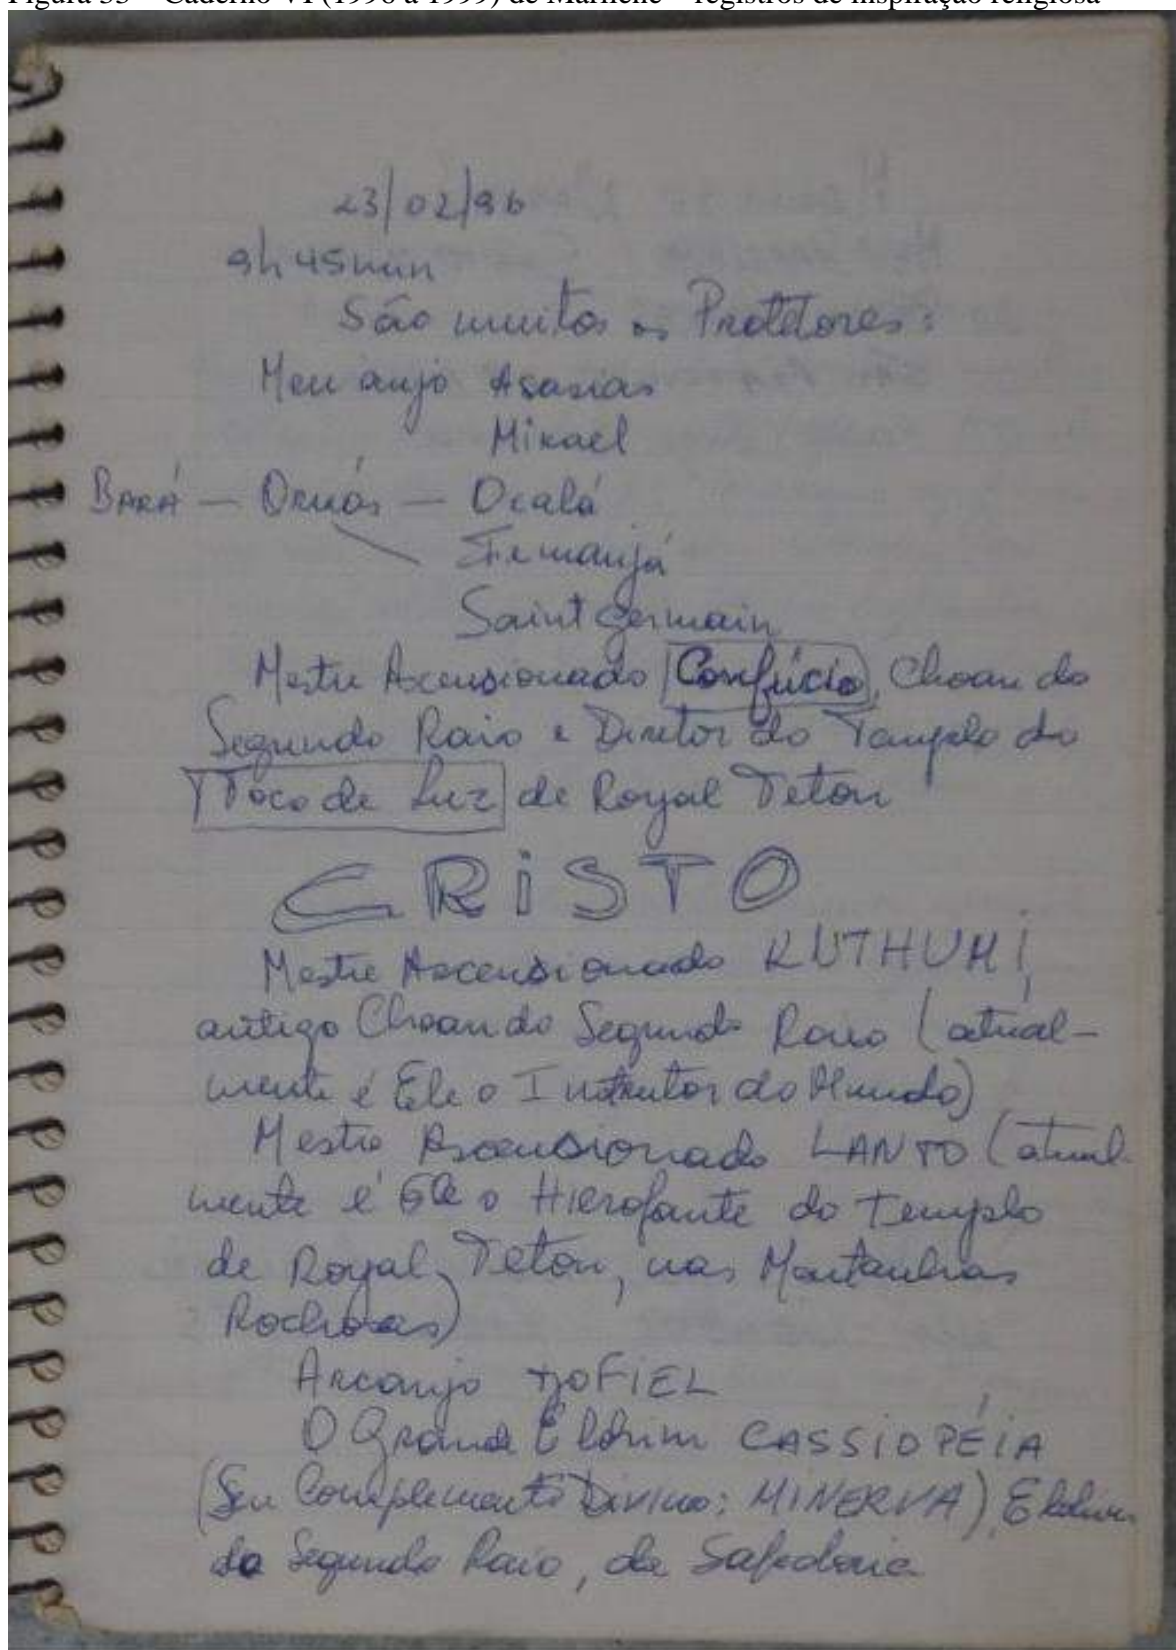 Figura 33 – Caderno VI (1996 a 1999) de Marilene – registros de inspiração religiosa
23/02/96
9h45min
São muitos os Protetores:
Meu anjo Asasias
Mikael
BARÁ — Orixás — Ocalá
Iemanjá
Saint Germain
Mestre Ascensionado Confúcio, Choan do
Segundo Raio e Diretor do Templo do
Foco de Luz de Royal Teton
CRISTO
Mestre Ascensionado KUTHUMI,
antigo Choan do Segundo Raio (atual-
mente é Ele o Instrutor do Mundo)
Mestre Ascensionado LANTO (atual-
mente é Ele o Hierofante do Templo
de Royal Teton, nas Montanhas
Rochosas)
Arcanjo JOFIEL
O Grande Elohim CASSIOPÉIA
(Seu Complemento Divino: MINERVA), Elohim
do Segundo Raio, da Sabedoria